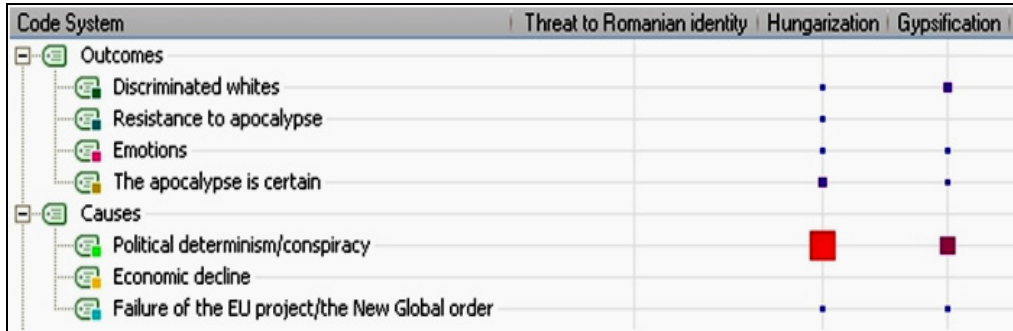 Code System Threat to Romanian identity Hungarization Gypsification
Outcomes
Discriminated whites
Resistance to apocalypse
Emotions
The apocalypse is certain
Causes
Political determinism/conspiracy
Economic decline
Failure of the EU project/the New Global order